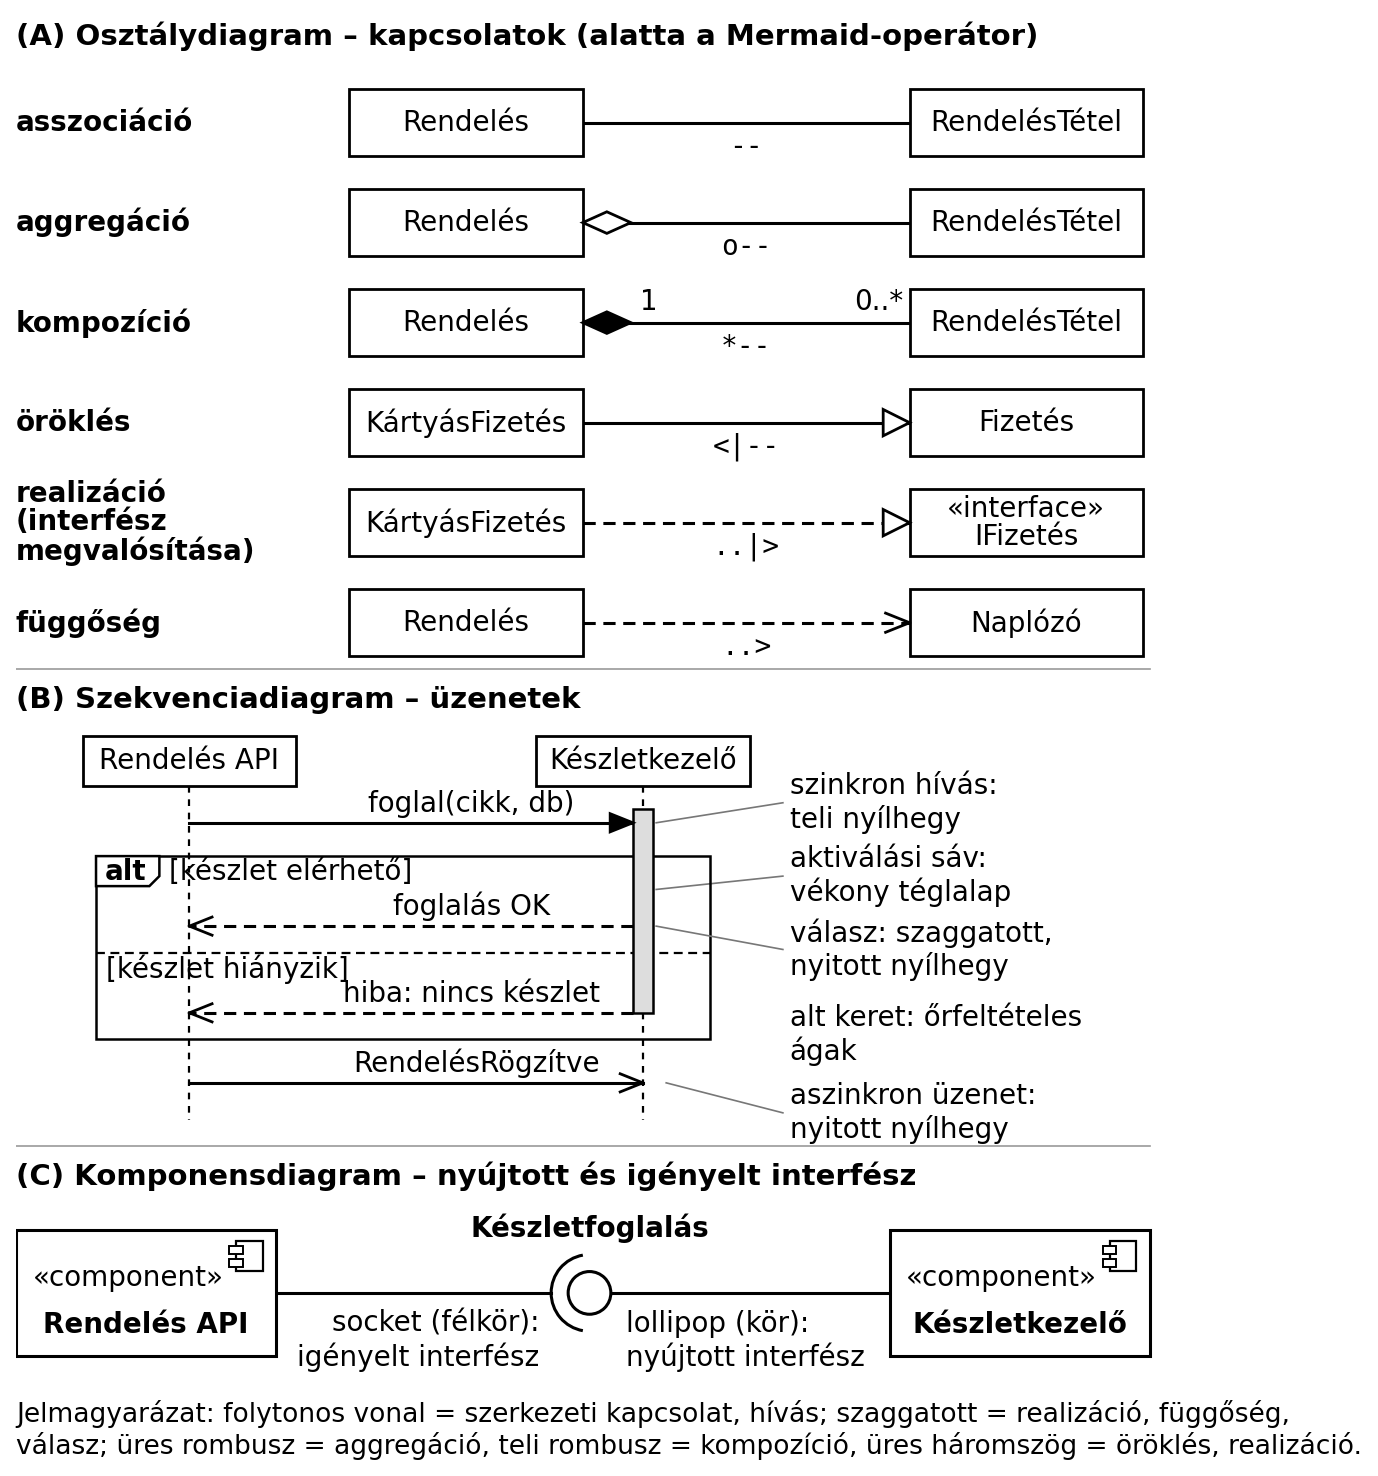 (A) Osztálydiagram – kapcsolatok (alatta a Mermaid-operátor)
asszociáció
Rendelés
RendelésTétel
--
aggregáció
Rendelés
RendelésTétel
o--
kompozíció
Rendelés
1
0..*
RendelésTétel
*--
öröklés
KártyásFizetés
Fizetés
<|--
realizáció
(interfész
megvalósítása)
KártyásFizetés
«interface»
IFizetés
..|>
függőség
Rendelés
Naplózó
..>
(B) Szekvenciadiagram – üzenetek
Rendelés API
Készletkezelő
foglal(cikk, db)
szinkron hívás:
teli nyílhegy
alt
[készlet elérhető]
aktiválási sáv:
vékony téglalap
foglalás OK
válasz: szaggatott,
nyitott nyílhegy
[készlet hiányzik]
hiba: nincs készlet
alt keret: őrfeltételes
ágak
RendelésRögzítve
aszinkron üzenet:
nyitott nyílhegy
(C) Komponensdiagram – nyújtott és igényelt interfész
Készletfoglalás
«component»
Rendelés API
«component»
Készletkezelő
socket (félkör):
igényelt interfész
lollipop (kör):
nyújtott interfész
Jelmagyarázat: folytonos vonal = szerkezeti kapcsolat, hívás; szaggatott = realizáció, függőség,
válasz; üres rombusz = aggregáció, teli rombusz = kompozíció, üres háromszög = öröklés, realizáció.